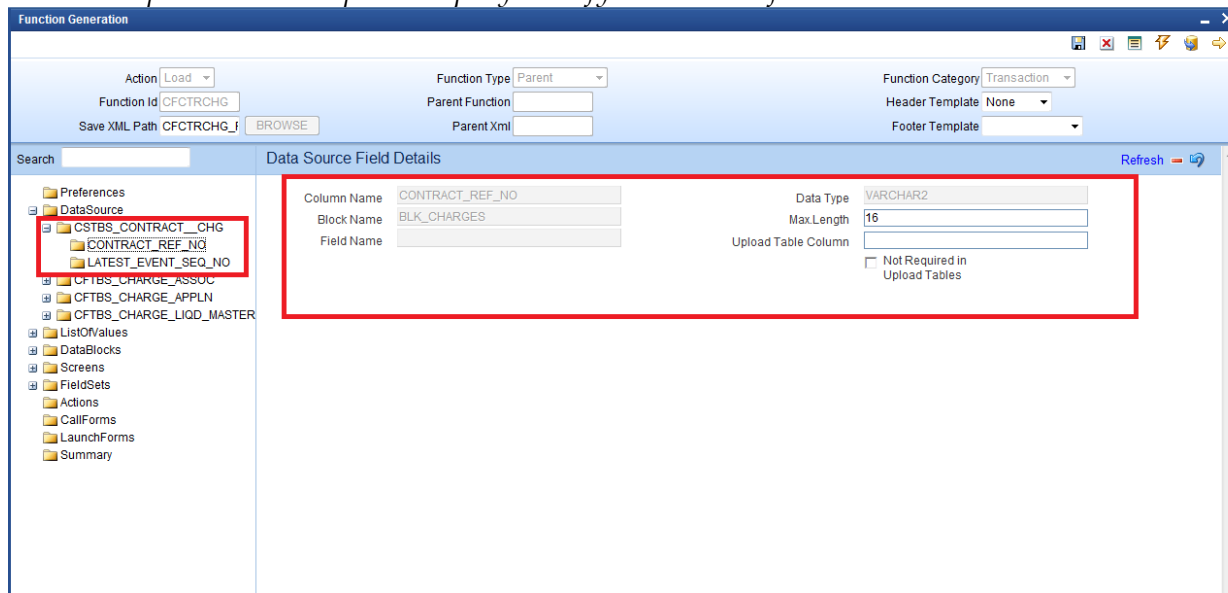 Function Generation
Action Load
Function Type Parent
Function Category Transaction
Function Id CFCTRCHG
Parent Function
Header Template None
Save XML Path CFCTRCHG_F BROWSE
Parent Xml
Footer Template
Search
Data Source Field Details
Refresh
Preferences
DataSource
CSTBS_CONTRACT__CHG
CONTRACT_REF_NO
LATEST_EVENT_SEQ_NO
CFTBS_CHARGE_ASSOC
CFTBS_CHARGE_APPLN
CFTBS_CHARGE_LIQD_MASTER
ListOfValues
DataBlocks
Screens
FieldSets
Actions
CallForms
LaunchForms
Summary
Column Name CONTRACT_REF_NO
Data Type VARCHAR2
Block Name BLK_CHARGES
Max.Length 16
Field Name
Upload Table Column
Not Required in
Upload Tables